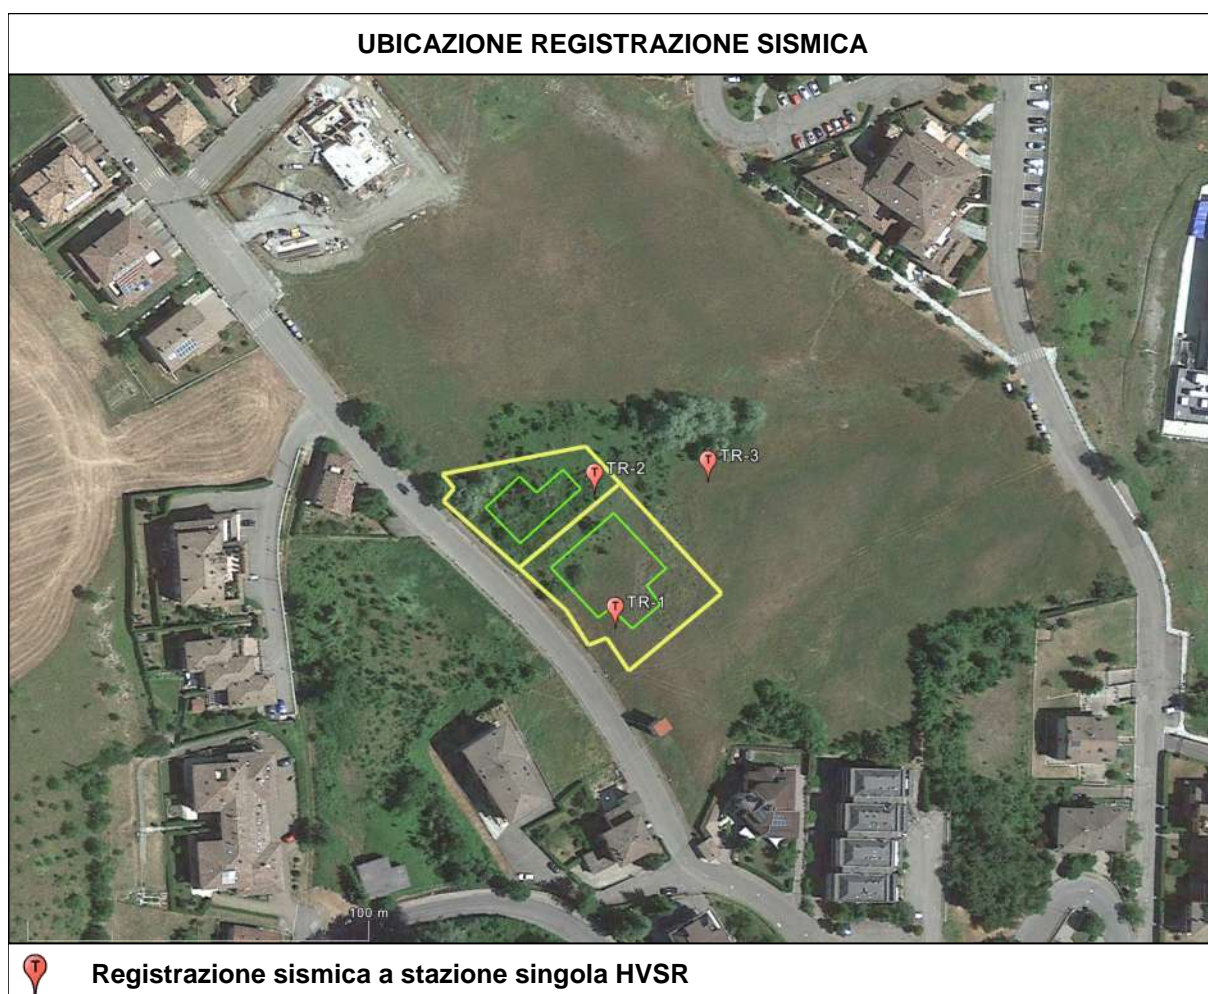 UBICAZIONE REGISTRAZIONE SISMICA
T TR-2
T TR-3
T TR-1
100 m
T Registrazione sismica a stazione singola HVSR